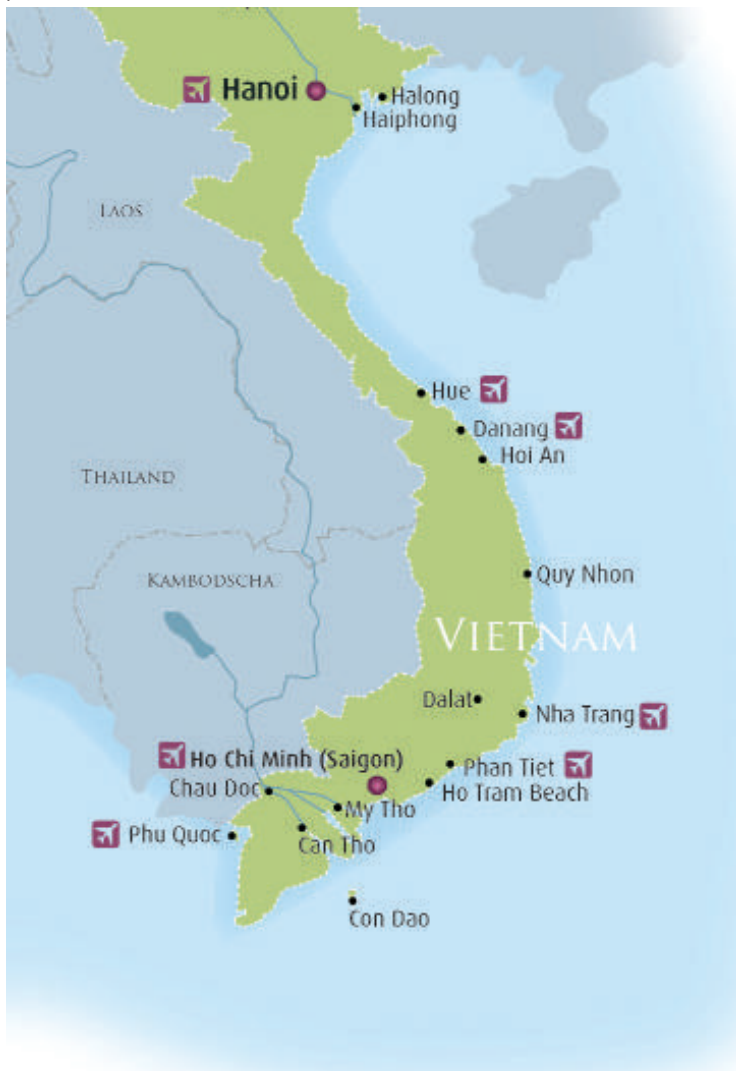 Hanoi
Halong
Haiphong
LAOS
Hue
Danang
Hoi An
THAILAND
KAMBODSCHA
Quy Nhon
VIETNAM
Dalat
Nha Trang
Ho Chi Minh (Saigon)
Phan Tiet
Chau Doc
Ho Tram Beach
My Tho
Phu Quoc
Can Tho
Con Dao